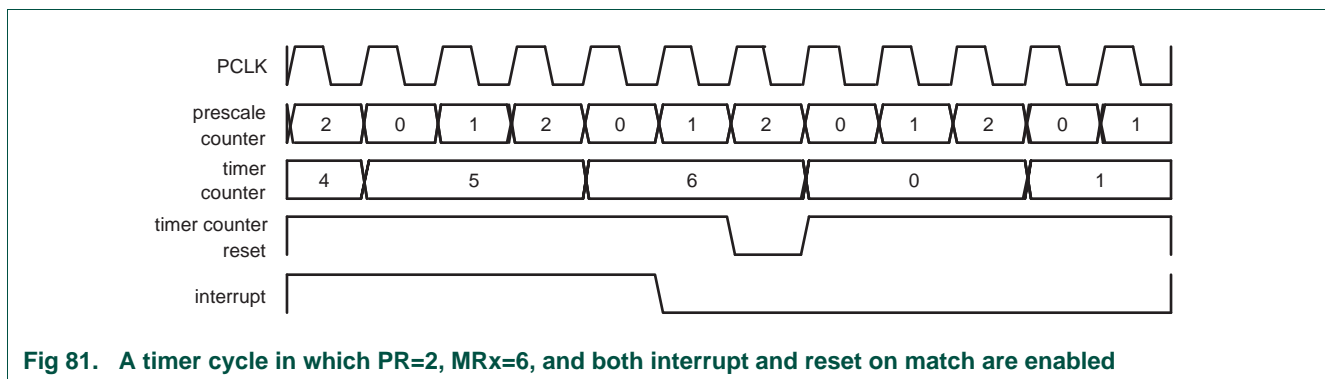 PCLK
prescale
counter
2 0 1 2 0 1 2 0 1 2 0 1
timer
counter
4 5 6 0 1
timer counter
reset
interrupt
Fig 81. A timer cycle in which PR=2, MRx=6, and both interrupt and reset on match are enabled